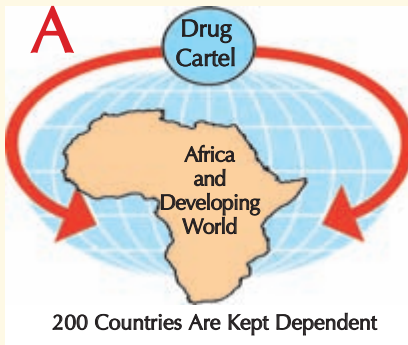 A
Drug
Cartel
Africa
and
Developing
World
200 Countries Are Kept Dependent